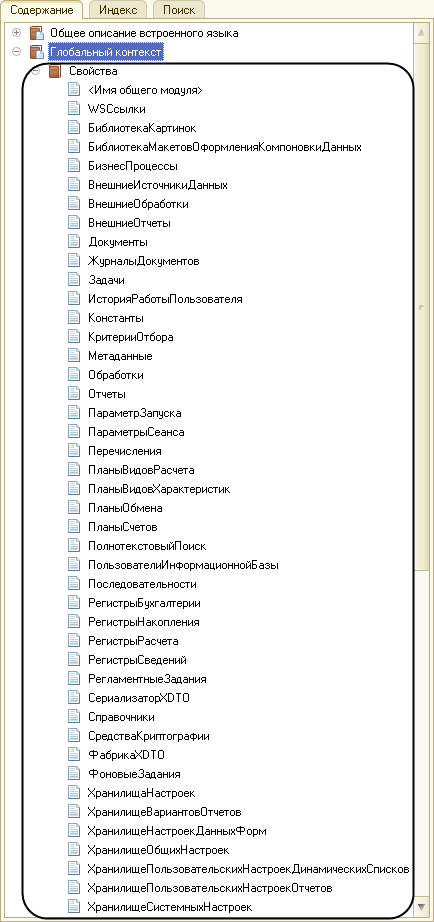 Содержание Индекс Поиск
Общее описание встроенного языка
Глобальный контекст
Свойства
<Имя общего модуля>
WSСсылки
БиблиотекаКартинок
БиблиотекаМакетовОформленияКомпоновкиДанных
БизнесПроцессы
ВнешниеИсточникиДанных
ВнешниеОбработки
ВнешниеОтчеты
Документы
ЖурналыДокументов
Задачи
ИсторияРаботыПользователя
Константы
КритерииОтбора
Метаданные
Обработки
Отчеты
ПараметрЗапуска
ПараметрыСеанса
Перечисления
ПланыВидовРасчета
ПланыВидовХарактеристик
ПланыОбмена
ПланыСчетов
ПолнотекстовыйПоиск
ПользователиИнформационнойБазы
Последовательности
РегистрыБухгалтерии
РегистрыНакопления
РегистрыРасчета
РегистрыСведений
РегламентныеЗадания
СериализаторXDTO
Справочники
СредстваКриптографии
ФабрикаXDTO
ФоновыеЗадания
ХранилищаНастроек
ХранилищеВариантовОтчетов
ХранилищеНастроекДанныхФорм
ХранилищеОбщихНастроек
ХранилищеПользовательскихНастроекДинамическихСписков
ХранилищеПользовательскихНастроекОтчетов
ХранилищеСистемныхНастроек